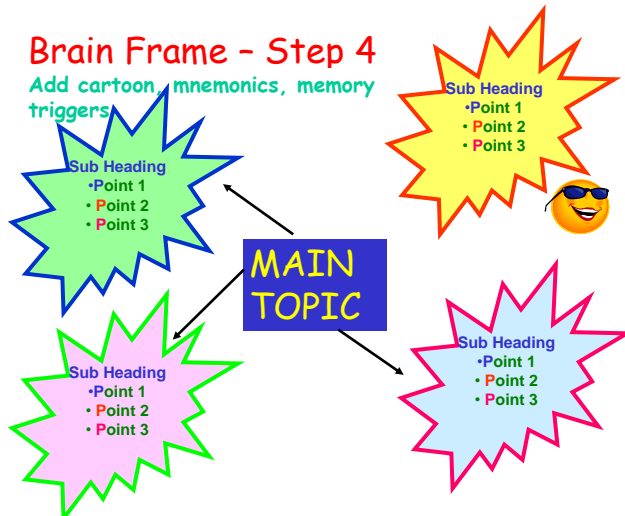 Brain Frame – Step 4
Add cartoon, mnemonics, memory
triggers
Sub Heading
•Point 1
• Point 2
• Point 3
Sub Heading
•Point 1
• Point 2
• Point 3
MAIN
TOPIC
Sub Heading
•Point 1
• Point 2
• Point 3
Sub Heading
•Point 1
• Point 2
• Point 3